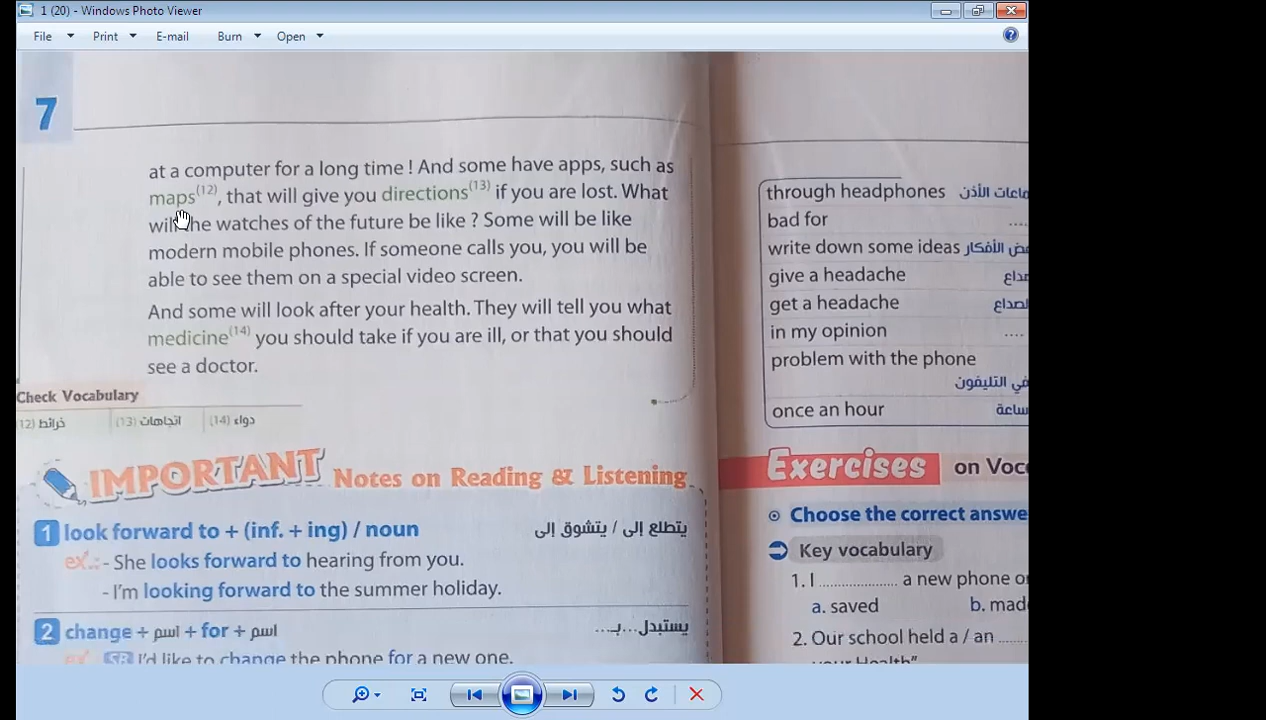 1 (20) - Windows Photo Viewer
File Print E-mail Burn Open
7
at a computer for a long time ! And some have apps, such as
maps(12), that will give you directions(13) if you are lost. What
will the watches of the future be like ? Some will be like
modern mobile phones. If someone calls you, you will be
able to see them on a special video screen.
And some will look after your health. They will tell you what
medicine(14) you should take if you are ill, or that you should
see a doctor.
Check Vocabulary
(12) خرائط (13) اتجاهات (14) دواء
IMPORTANT Notes on Reading & Listening
1 look forward to + (inf. + ing) / noun يتطلع إلى / يتشوق إلى
ex.: - She looks forward to hearing from you.
- I'm looking forward to the summer holiday.
2 change + اسم + for + اسم يستبدل...بـ...
ex. SB I'd like to change the phone for a new one.
through headphones الأذن
bad for ....
write down some ideas الأفكار
give a headache
get a headache
in my opinion ....
problem with the phone
في التليفون
once an hour
Exercises on
Choose the correct
Key vocabulary
1. I .................... a new phone
a. saved b.
2. Our school held a / an .......
your Health"